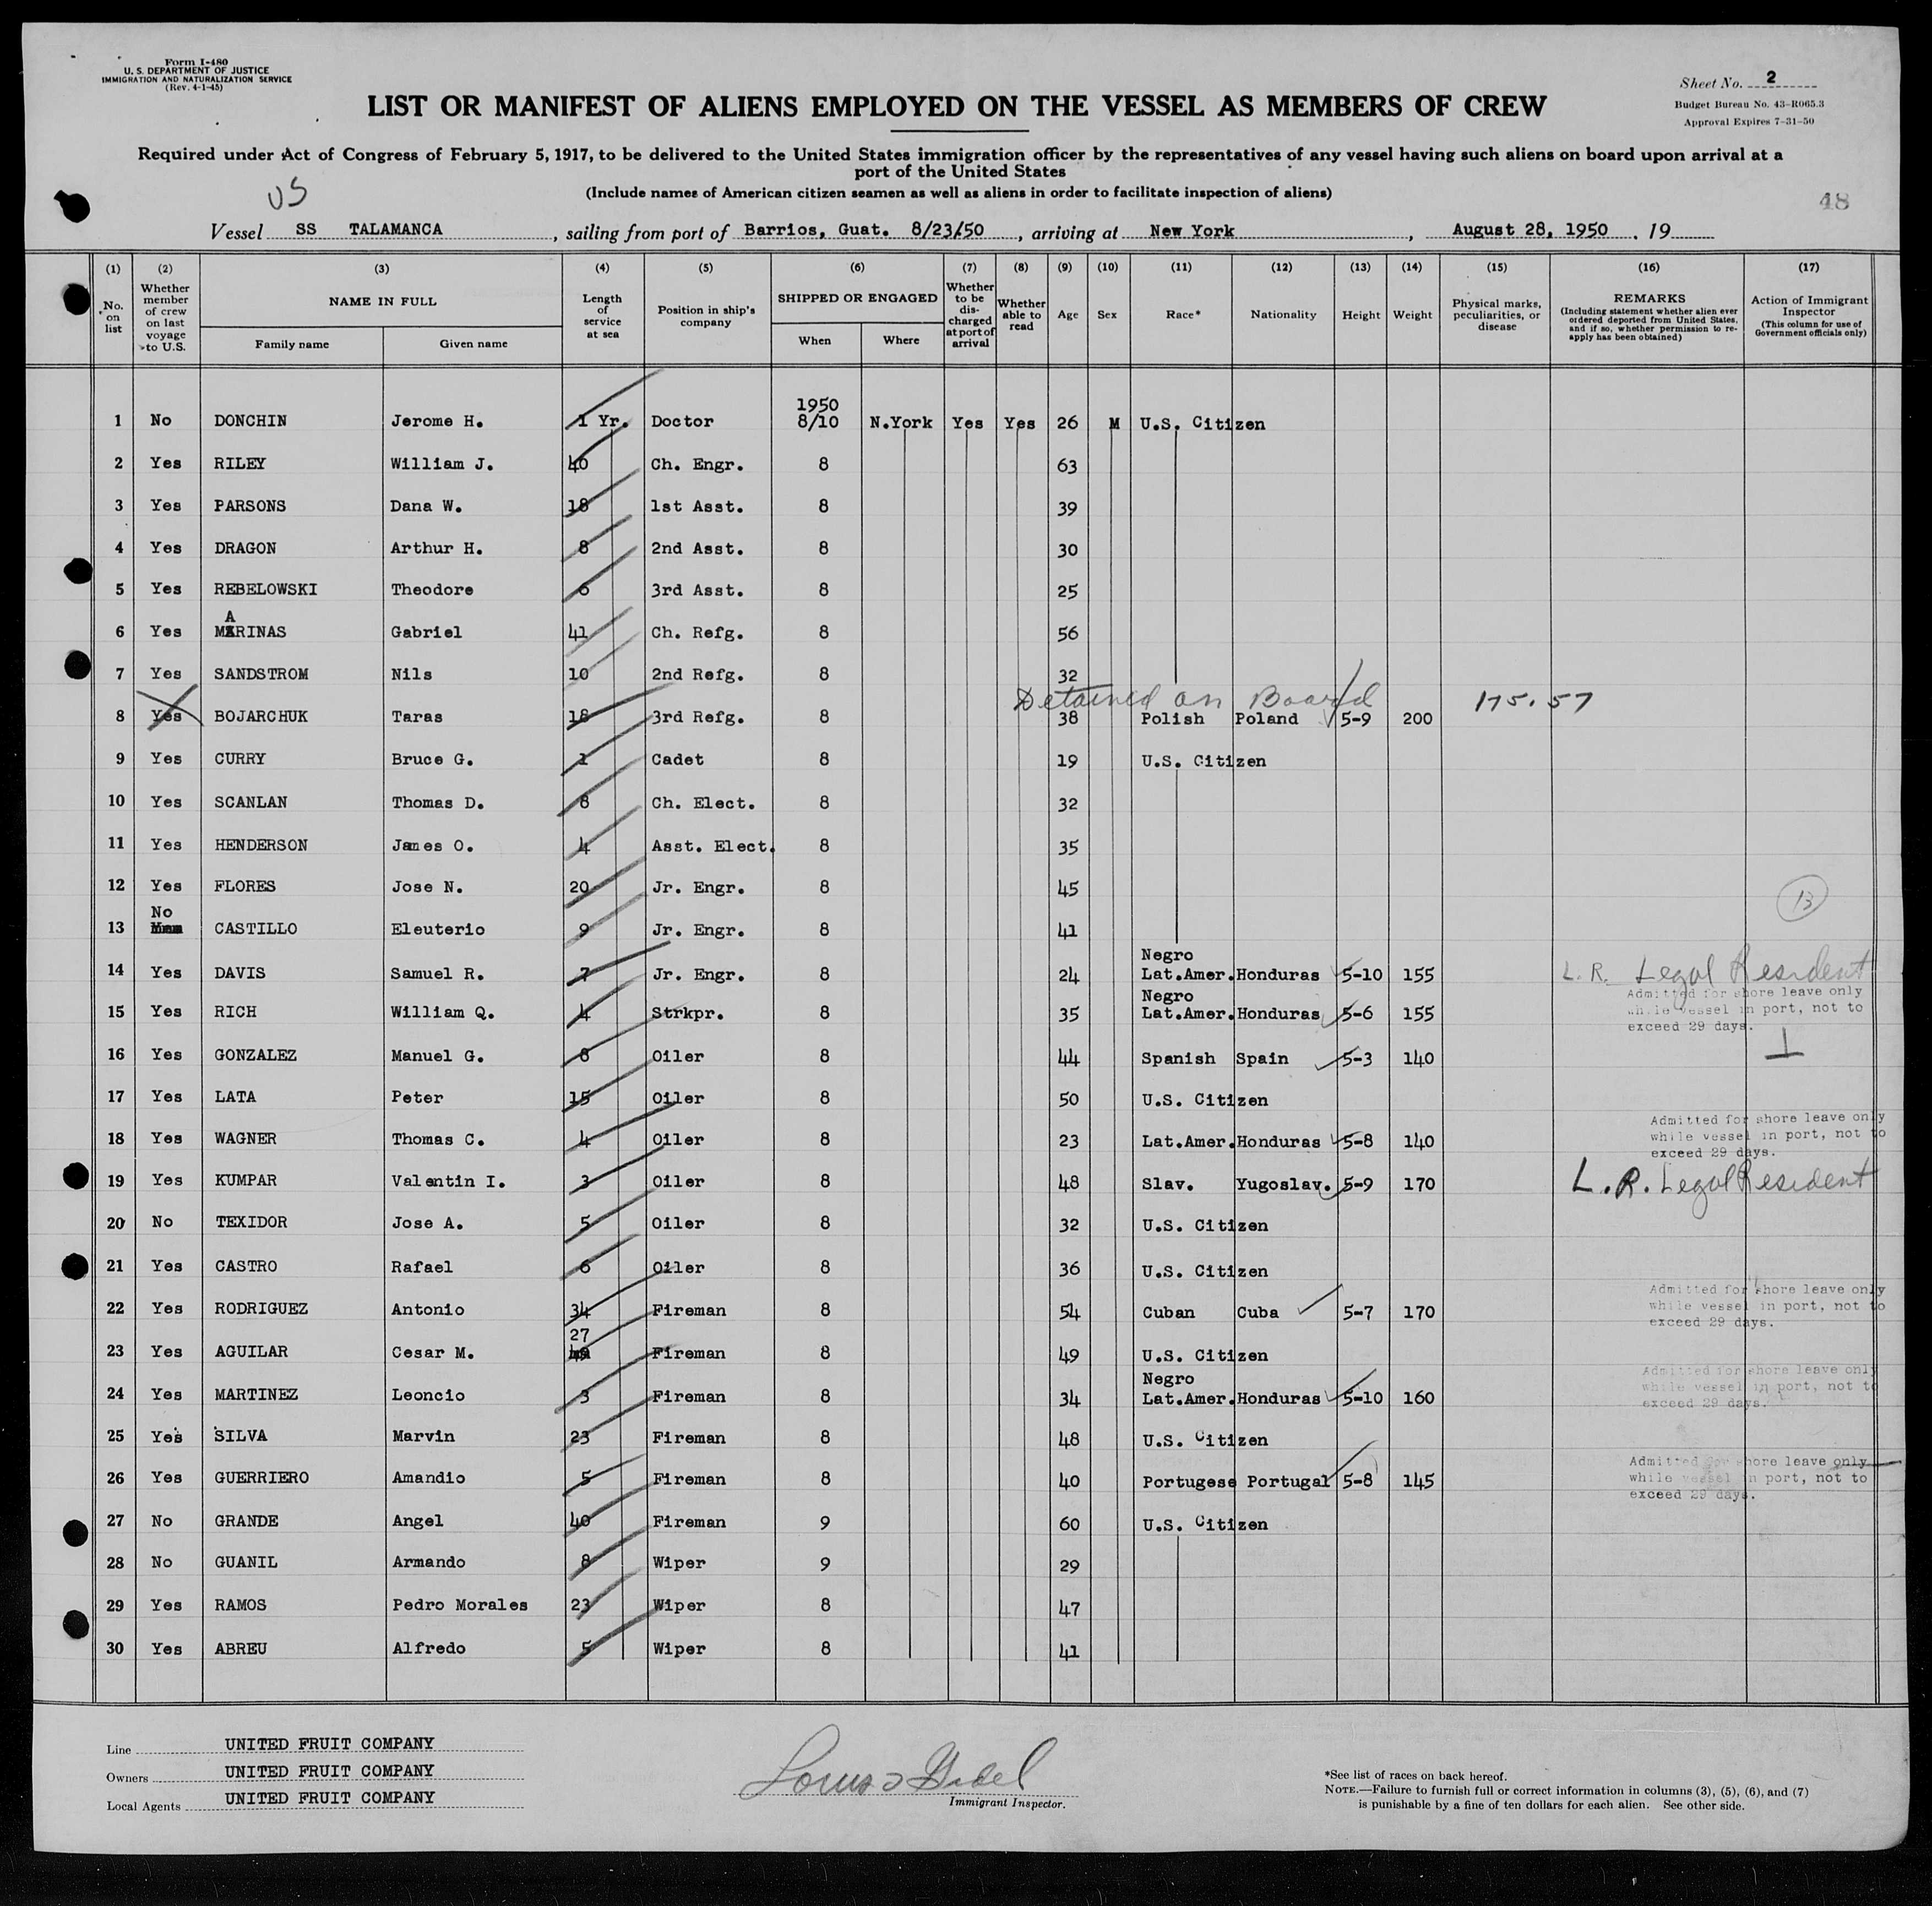 Form I-480
U. S. DEPARTMENT OF JUSTICE
IMMIGRATION AND NATURALIZATION SERVICE
(Rev. 4-1-45)
Sheet No. 2
Budget Bureau No. 43-R065.3
Approval Expires 7-31-50
LIST OR MANIFEST OF ALIENS EMPLOYED ON THE VESSEL AS MEMBERS OF CREW
Required under Act of Congress of February 5, 1917, to be delivered to the United States immigration officer by the representatives of any vessel having such aliens on board upon arrival at a
port of the United States
(Include names of American citizen seamen as well as aliens in order to facilitate inspection of aliens)
US
48
Vessel SS TALAMANCA, sailing from port of Barrios, Guat. 8/23/50, arriving at New York, August 28, 1950, 19
(1) (2) (3) (4) (5) (6) (7) (8) (9) (10) (11) (12) (13) (14) (15) (16) (17)
No. on list
Whether member of crew on last voyage to U.S.
NAME IN FULL
Family name
Given name
Length of service at sea
Position in ship's company
SHIPPED OR ENGAGED
When
Where
Whether to be discharged at port of arrival
Whether able to read
Age
Sex
Race*
Nationality
Height
Weight
Physical marks, peculiarities, or disease
REMARKS
(Including statement whether alien ever ordered deported from United States, and if so, whether permission to reapply has been obtained)
Action of Immigrant Inspector
(This column for use of Government officials only)
1950
1 No DONCHIN Jerome H. 1 Yr. Doctor 8/10 N.York Yes Yes 26 M U.S. Citizen
2 Yes RILEY William J. 40 Ch. Engr. 8 63
3 Yes PARSONS Dana W. 18 1st Asst. 8 39
4 Yes DRAGON Arthur H. 8 2nd Asst. 8 30
5 Yes REBELOWSKI Theodore 6 3rd Asst. 8 25
A
6 Yes MXRINAS Gabriel 41 Ch. Refg. 8 56
7 Yes SANDSTROM Nils 10 2nd Refg. 8 32
Detained on Board 175.57
8 Yes BOJARCHUK Taras 18 3rd Refg. 8 38 Polish Poland 5-9 200
9 Yes CURRY Bruce G. 1 Cadet 8 19 U.S. Citizen
10 Yes SCANLAN Thomas D. 8 Ch. Elect. 8 32
11 Yes HENDERSON James O. 4 Asst. Elect. 8 35
12 Yes FLORES Jose N. 20 Jr. Engr. 8 45
No 13
13 CASTILLO Eleuterio 9 Jr. Engr. 8 41
Negro
14 Yes DAVIS Samuel R. 7 Jr. Engr. 8 24 Lat.Amer. Honduras 5-10 155 L.R. Legal Resident
Negro
15 Yes RICH William Q. 4 Strkpr. 8 35 Lat.Amer. Honduras 5-6 155
Admitted for shore leave only
while vessel in port, not to
exceed 29 days.
16 Yes GONZALEZ Manuel G. 8 Oiler 8 44 Spanish Spain 5-3 140
17 Yes LATA Peter 15 Oiler 8 50 U.S. Citizen
18 Yes WAGNER Thomas C. 4 Oiler 8 23 Lat.Amer. Honduras 5-8 140
Admitted for shore leave only
while vessel in port, not to
exceed 29 days.
19 Yes KUMPAR Valentin I. 3 Oiler 8 48 Slav. Yugoslav. 5-9 170 L.R. Legal Resident
20 No TEXIDOR Jose A. 5 Oiler 8 32 U.S. Citizen
21 Yes CASTRO Rafael 6 Oiler 8 36 U.S. Citizen
22 Yes RODRIGUEZ Antonio 34 Fireman 8 54 Cuban Cuba 5-7 170
Admitted for shore leave only
while vessel in port, not to
exceed 29 days.
27
23 Yes AGUILAR Cesar M. Fireman 8 49 U.S. Citizen
Negro
24 Yes MARTINEZ Leoncio 3 Fireman 8 34 Lat.Amer. Honduras 5-10 160
Admitted for shore leave only
while vessel in port, not to
exceed 29 days.
25 Yes SILVA Marvin 23 Fireman 8 48 U.S. Citizen
26 Yes GUERRIERO Amandio 5 Fireman 8 40 Portugese Portugal 5-8 145
Admitted for shore leave only
while vessel in port, not to
exceed 29 days.
27 No GRANDE Angel 40 Fireman 9 60 U.S. Citizen
28 No GUANIL Armando 8 Wiper 9 29
29 Yes RAMOS Pedro Morales 23 Wiper 8 47
30 Yes ABREU Alfredo 5 Wiper 8 41
Line UNITED FRUIT COMPANY
Owners UNITED FRUIT COMPANY
Local Agents UNITED FRUIT COMPANY
Immigrant Inspector.
*See list of races on back hereof.
NOTE.—Failure to furnish full or correct information in columns (3), (5), (6), and (7)
is punishable by a fine of ten dollars for each alien. See other side.